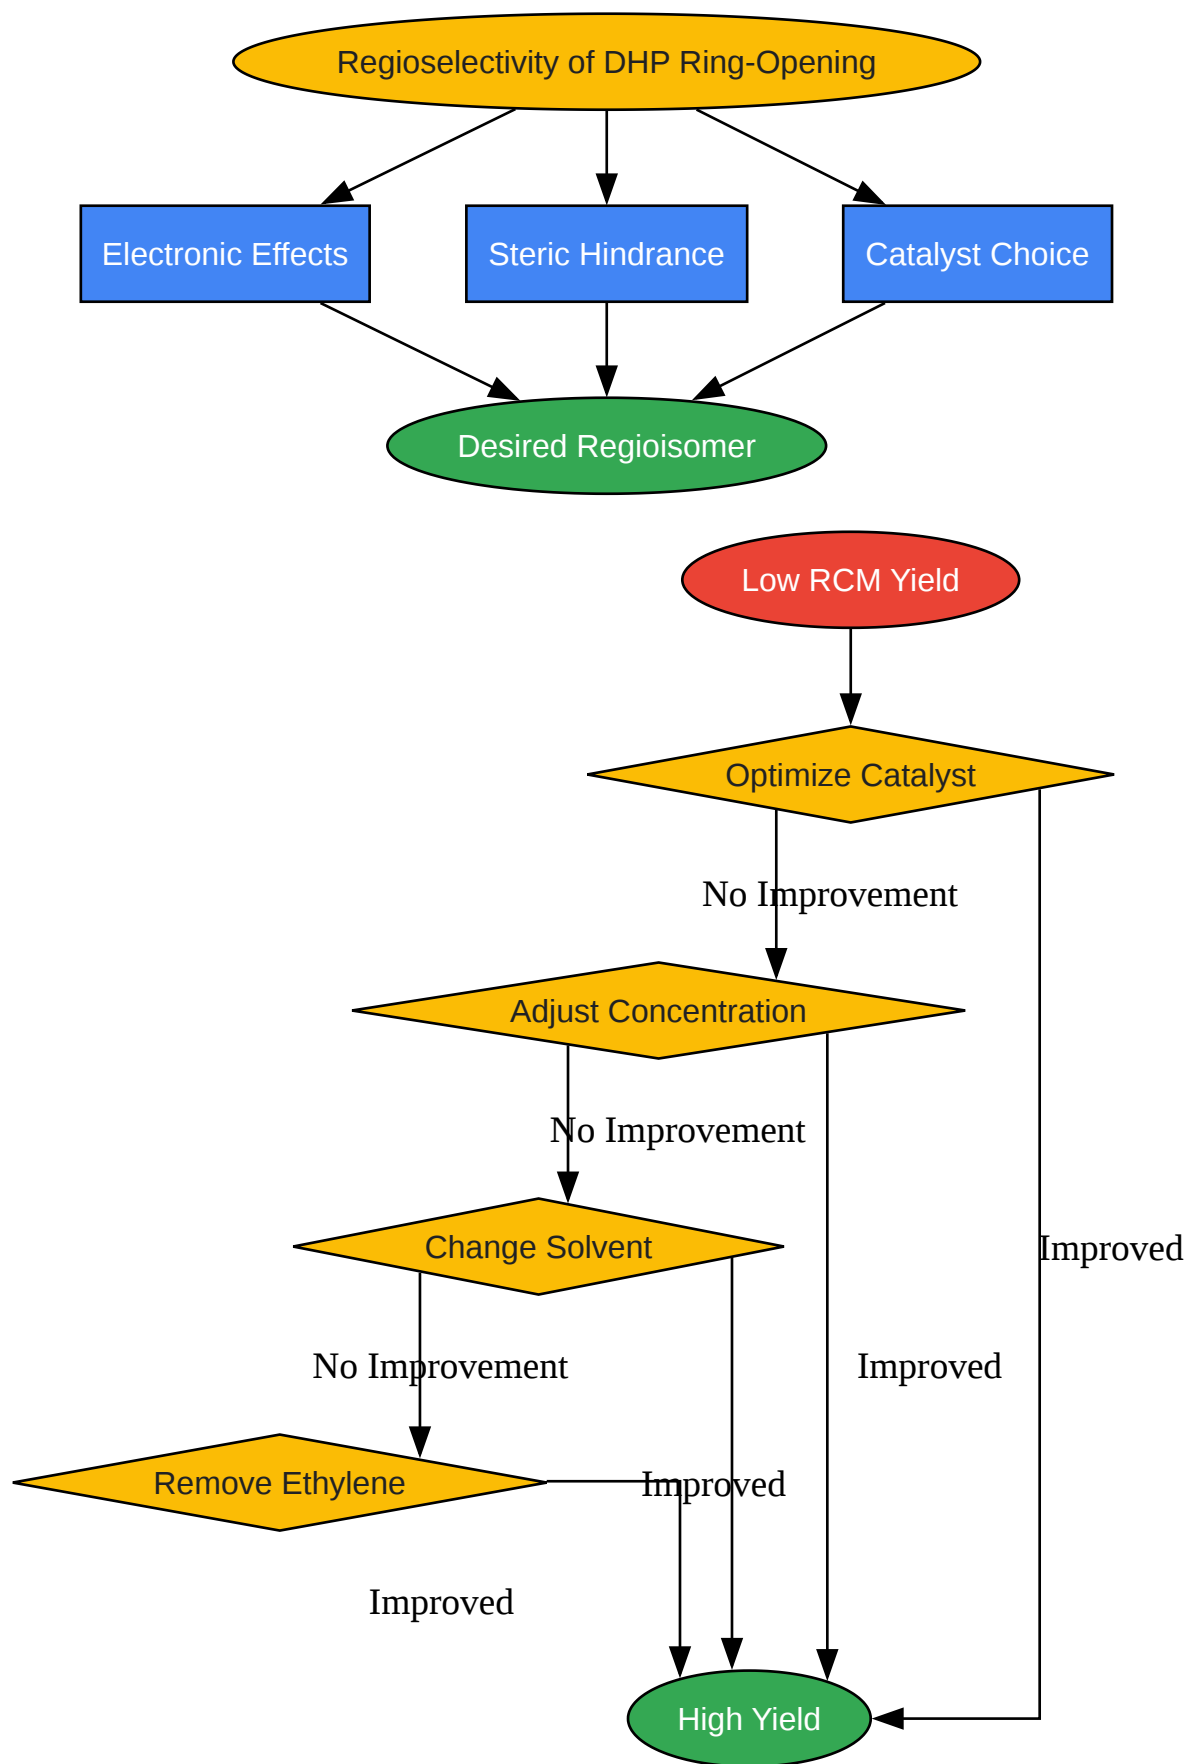 Regioselectivity of DHP Ring-Opening
Electronic Effects
Steric Hindrance
Catalyst Choice
Desired Regioisomer
Low RCM Yield
Optimize Catalyst
No Improvement
Adjust Concentration
No Improvement
Change Solvent
Improved
No Improvement
Improved
Remove Ethylene
Improved
Improved
High Yield